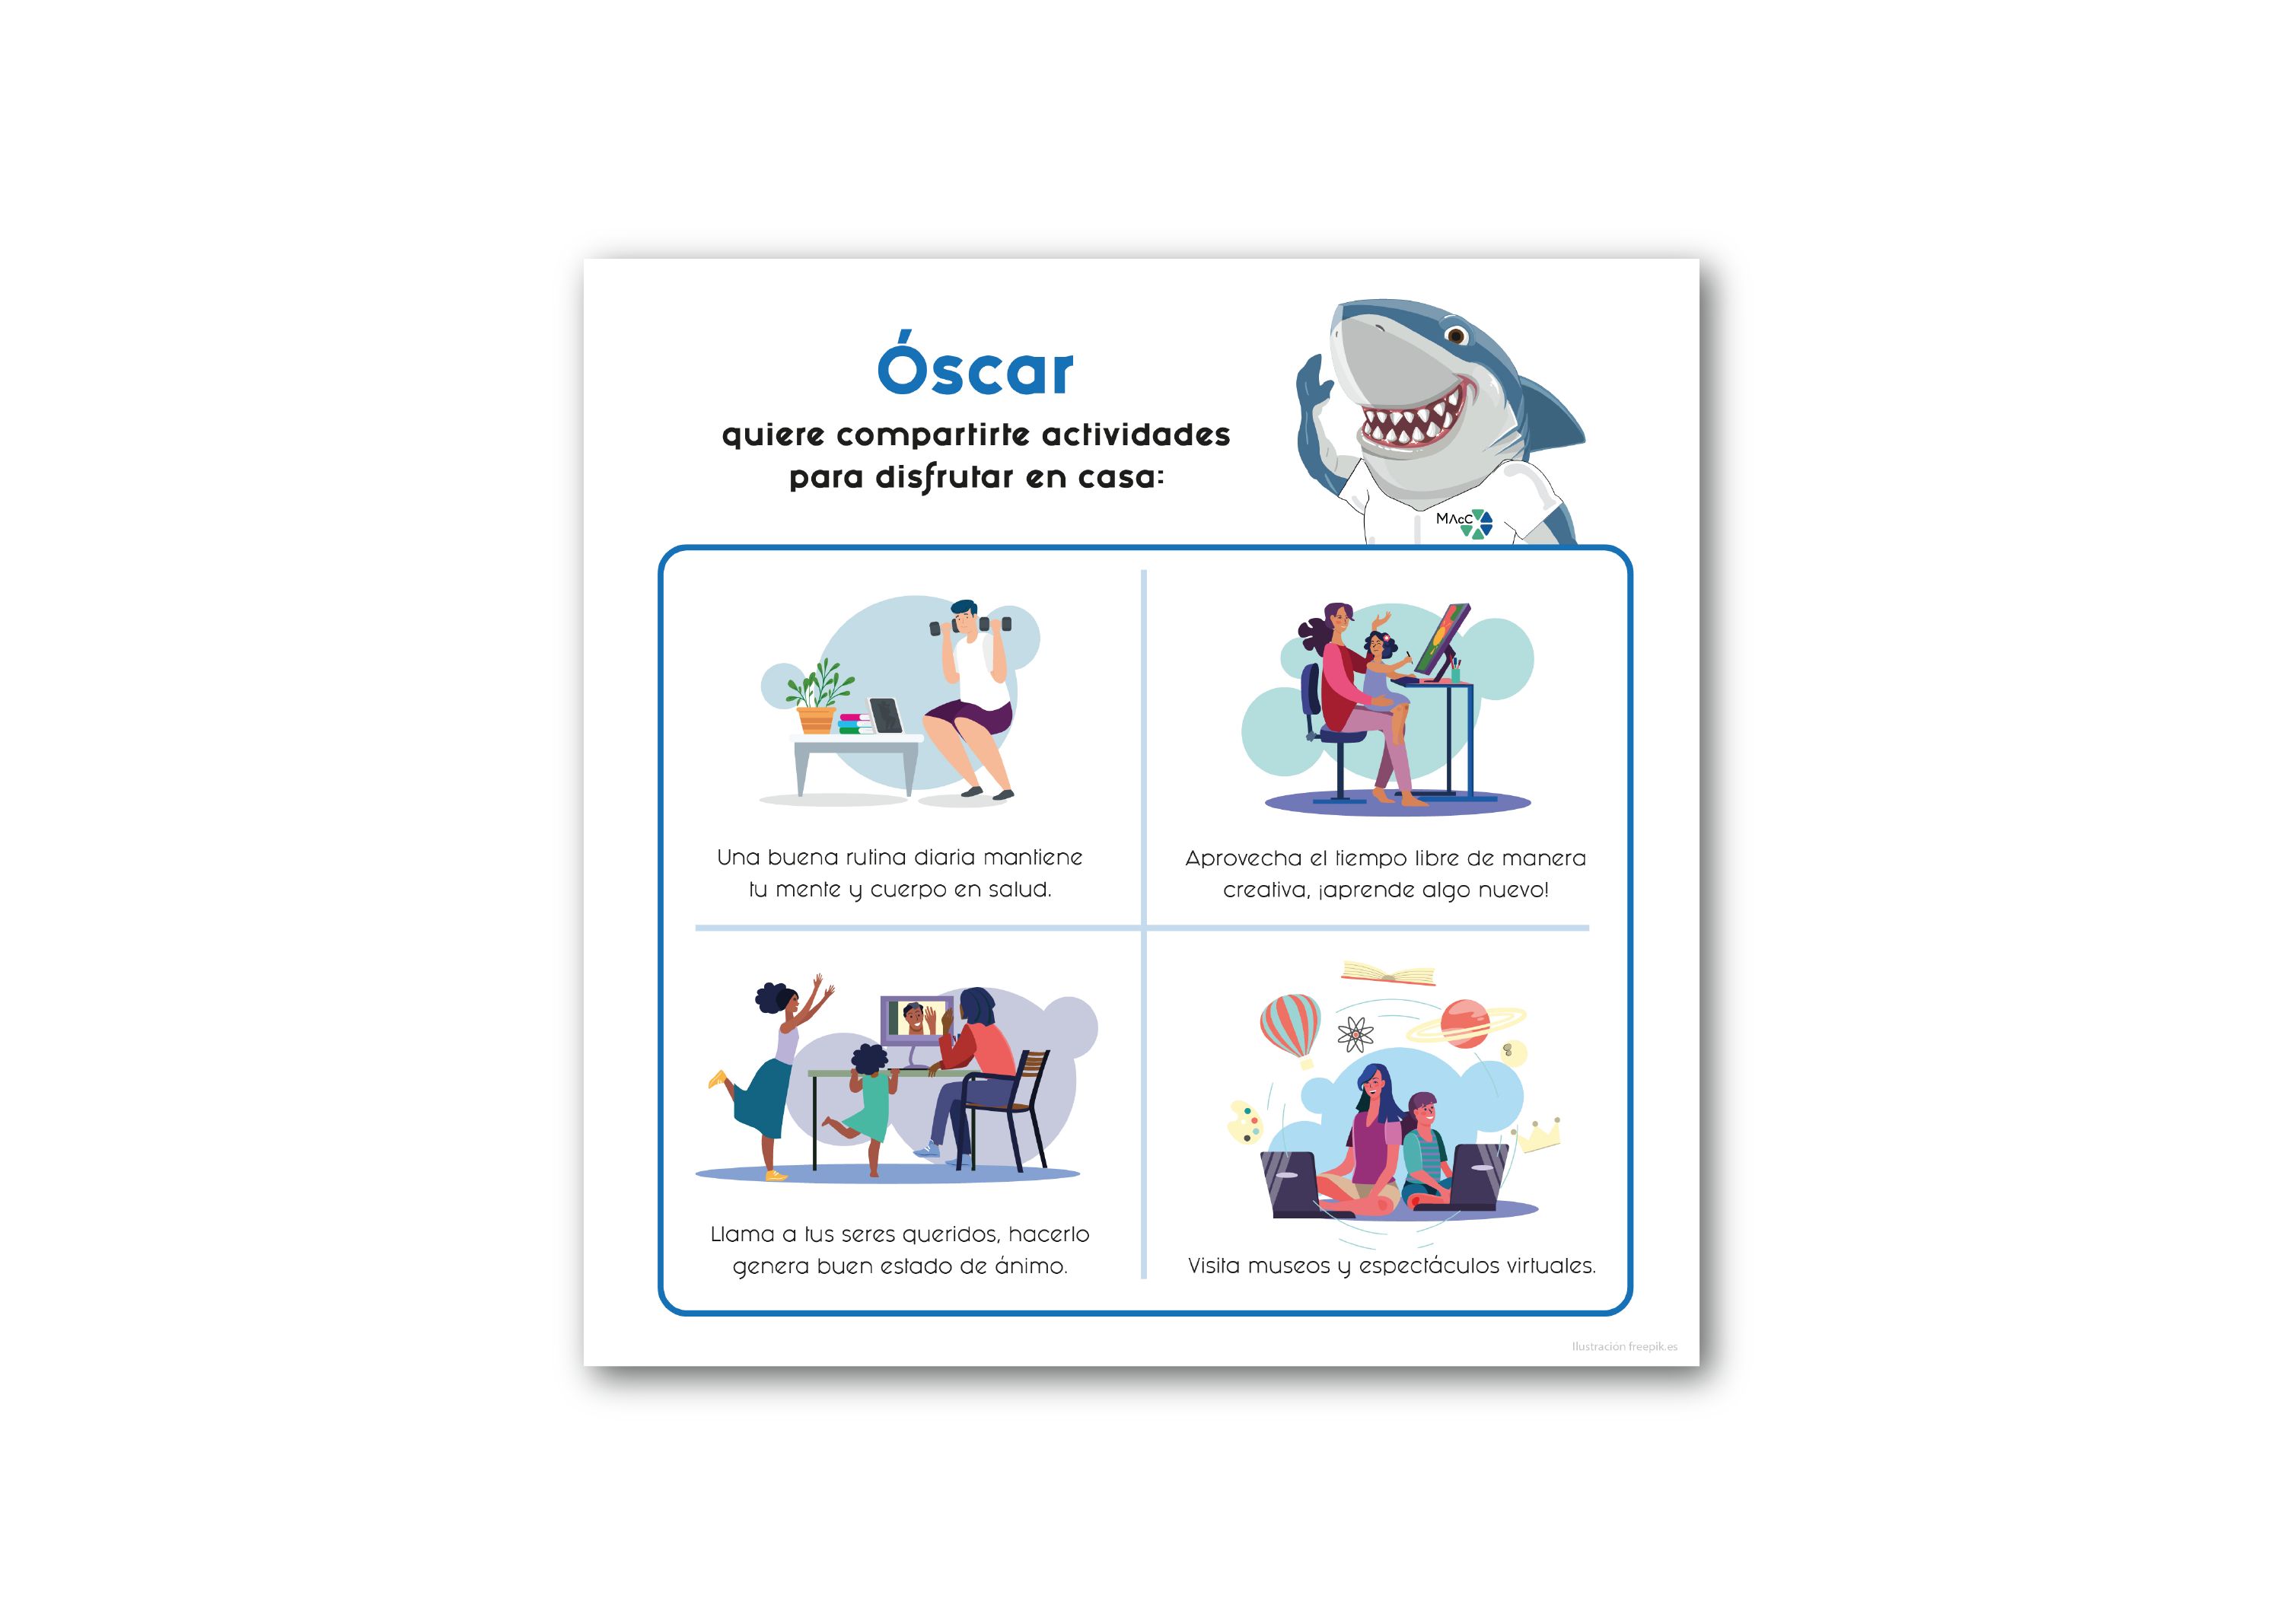 Óscar
quiere compartirte actividades
para disfrutar en casa:
MAcC
Una buena rutina diaria mantiene
tu mente y cuerpo en salud.
Aprovecha el tiempo libre de manera
creativa, ¡aprende algo nuevo!
Llama a tus seres queridos, hacerlo
genera buen estado de ánimo.
Visita museos y espectáculos virtuales.
Ilustración freepik.es